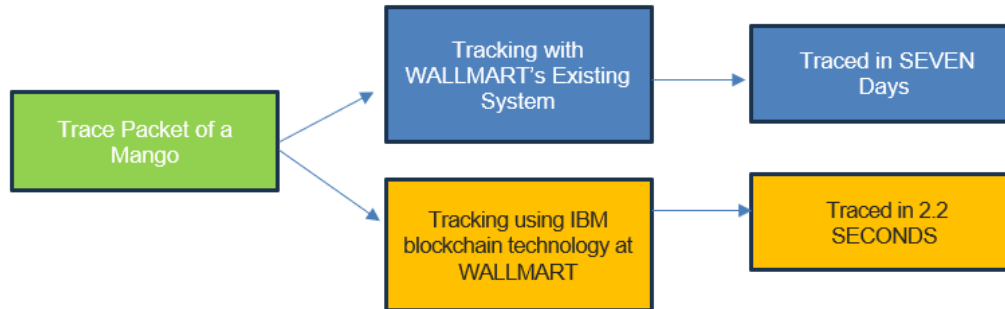 Trace Packet of a
Mango
Tracking with
WALLMART's Existing
System
Traced in SEVEN
Days
Tracking using IBM
blockchain technology at
WALLMART
Traced in 2.2
SECONDS